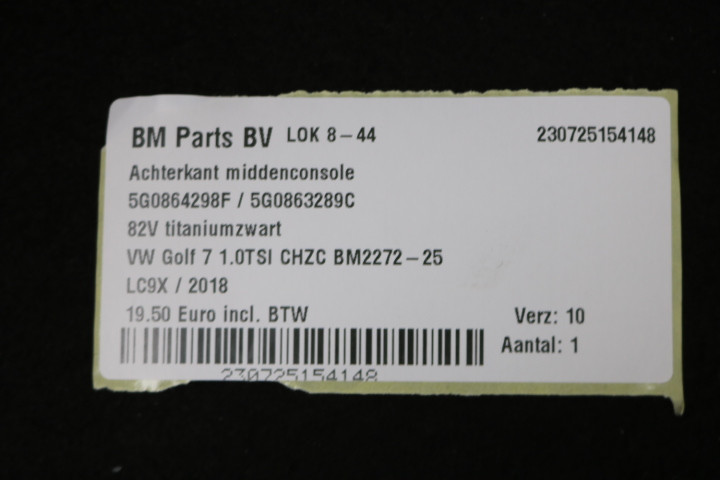 BM Parts BV LOK 8-44 230725154148
Achterkant middenconsole
5G0864298F / 5G0863289C
82V titaniumzwart
VW Golf 7 1.0TSI CHZC BM2272-25
LC9X / 2018
19.50 Euro incl. BTW Verz: 10
Aantal: 1
230725154148